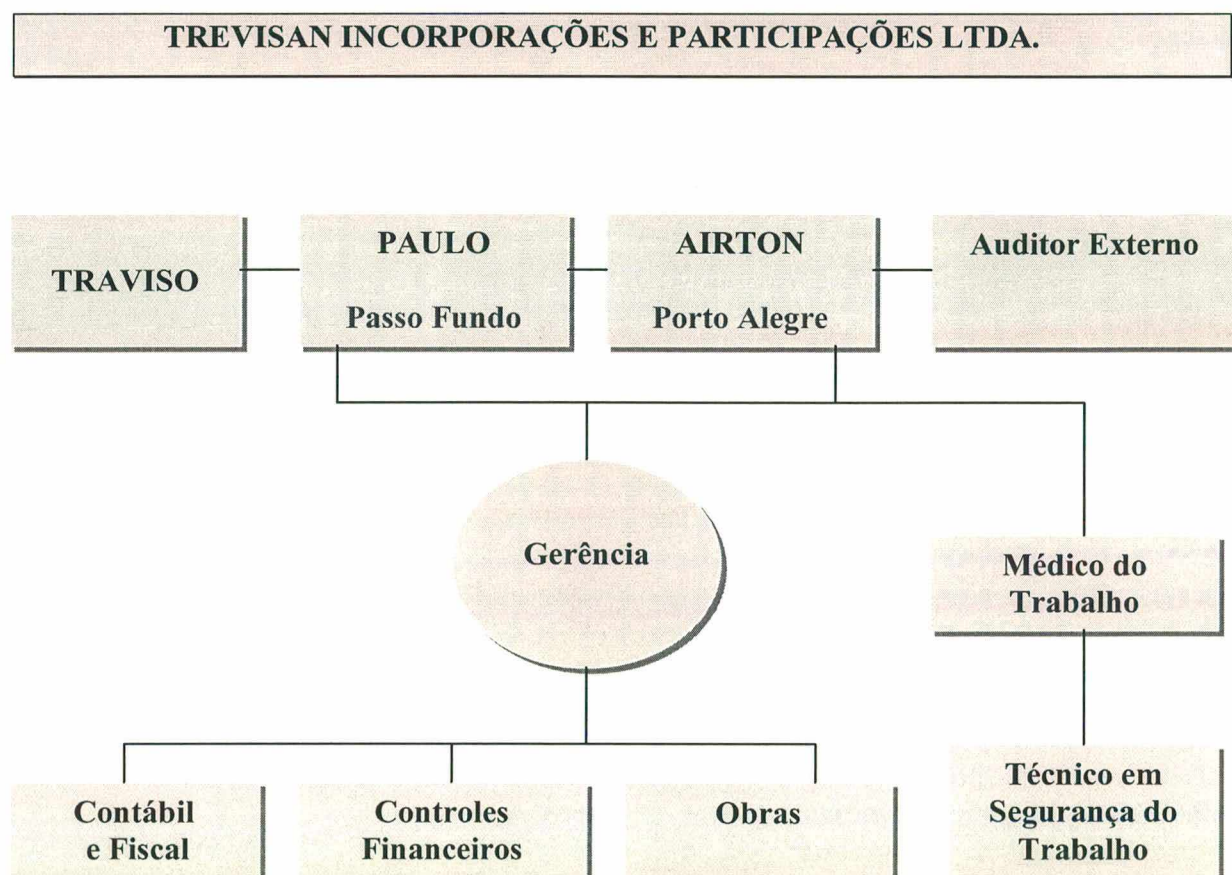 TREVISAN INCORPORAÇÕES E PARTICIPAÇÕES LTDA.
TRAVISO
PAULO
Passo Fundo
AIRTON
Porto Alegre
Auditor Externo
Gerência
Médico do
Trabalho
Contábil
e Fiscal
Controles
Financeiros
Obras
Técnico em
Segurança do
Trabalho